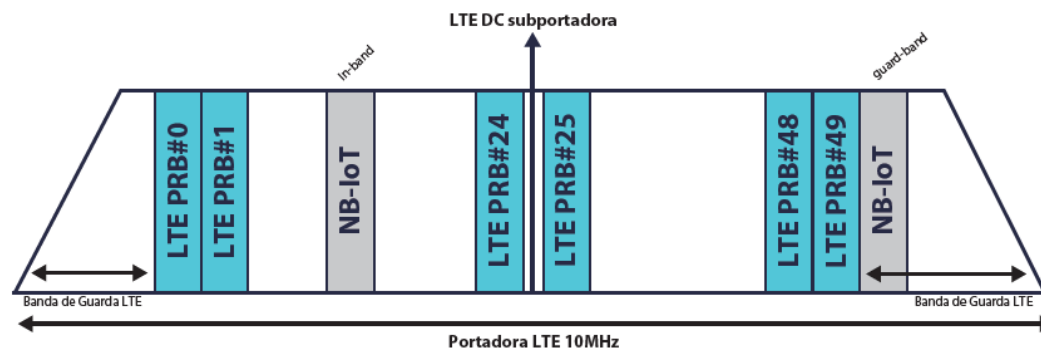 LTE DC subportadora
In-band
guard-band
LTE PRB#0
LTE PRB#1
NB-IoT
LTE PRB#24
LTE PRB#25
LTE PRB#48
LTE PRB#49
NB-IoT
Banda de Guarda LTE
Banda de Guarda LTE
Portadora LTE 10MHz